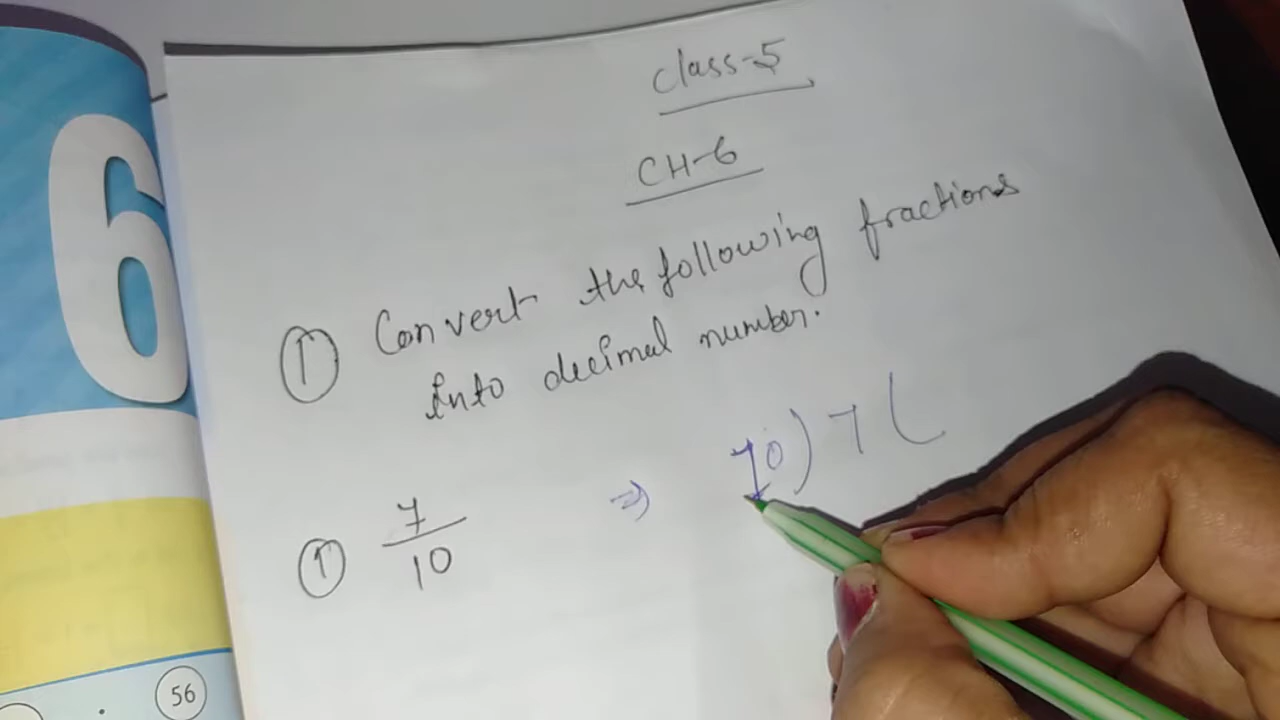 6
Class-5
CH-6
① Convert the following fractions
into decimal number.
① 7/10 ⇒ 10) 7 (
56